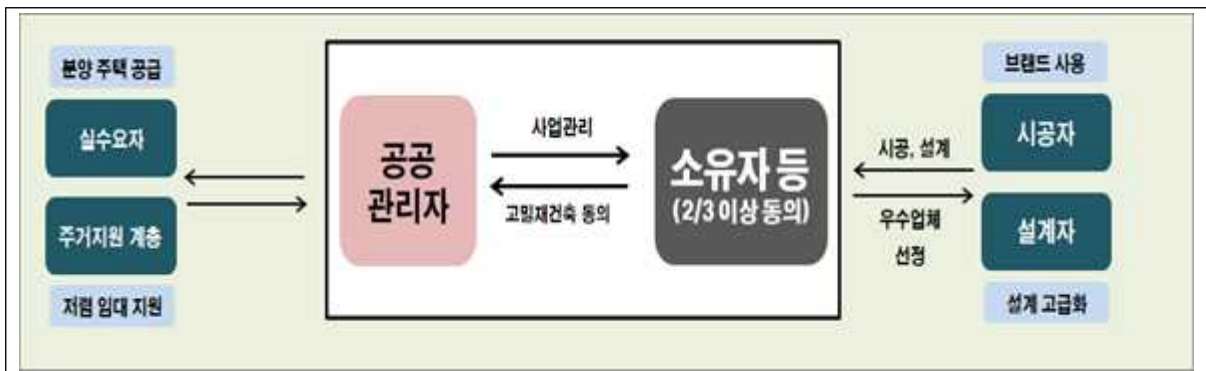 분양 주택 공급
실수요자
주거지원 계층
저렴 임대 지원
공공
관리자
사업관리
고밀재건축 동의
소유자 등
(2/3 이상 동의)
시공, 설계
우수업체
선정
브랜드 사용
시공자
설계자
설계 고급화